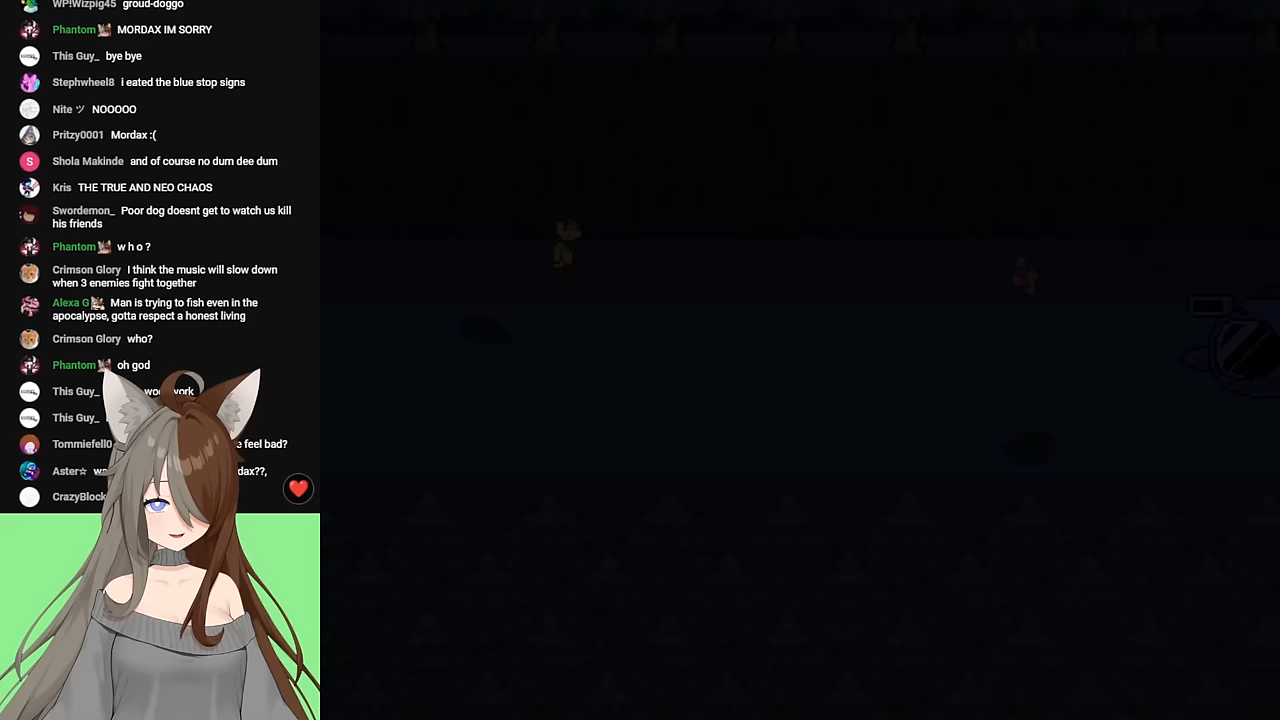 WP!Wizpig45 groud-doggo
Phantom MORDAX IM SORRY
This Guy_ bye bye
Stephwheel8 i eated the blue stop signs
Nite ツ NOOOOO
Pritzy0001 Mordax :(
S Shola Makinde and of course no dum dee dum
Kris THE TRUE AND NEO CHAOS
Swordemon_ Poor dog doesnt get to watch us kill
his friends
Phantom w h o ?
Crimson Glory I think the music will slow down
when 3 enemies fight together
Alexa G Man is trying to fish even in the
apocalypse, gotta respect a honest living
Crimson Glory who?
Phantom oh god
This Guy_
This Guy_
feel bad?
Aster☆
CrazyBlock